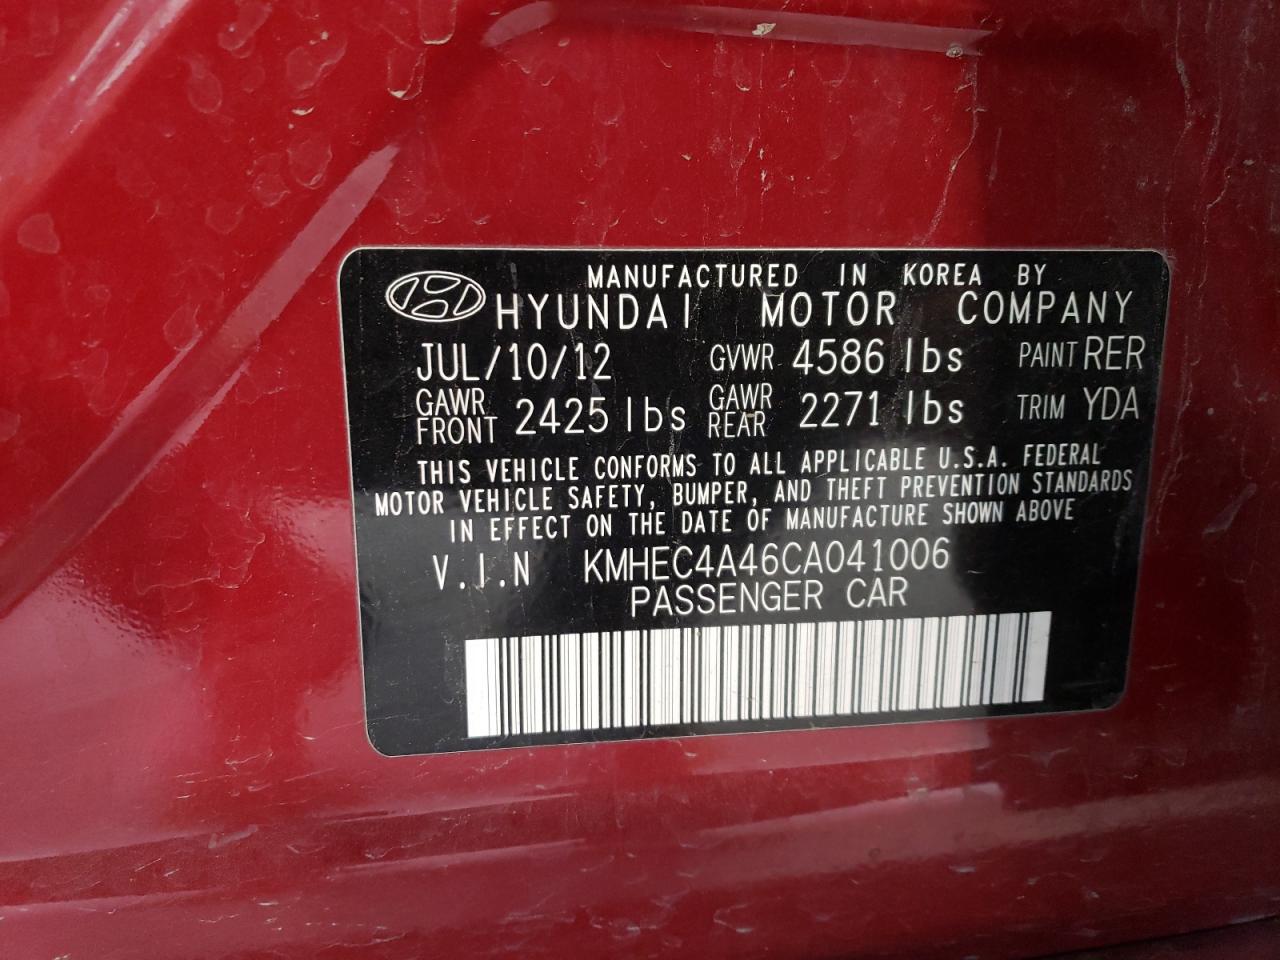 MANUFACTURED IN KOREA BY
HYUNDAI MOTOR COMPANY
JUL/10/12 GVWR 4586 lbs PAINT RER
GAWR FRONT 2425 lbs GAWR REAR 2271 lbs TRIM YDA
THIS VEHICLE CONFORMS TO ALL APPLICABLE U.S.A. FEDERAL
MOTOR VEHICLE SAFETY, BUMPER, AND THEFT PREVENTION STANDARDS
IN EFFECT ON THE DATE OF MANUFACTURE SHOWN ABOVE
V.I.N KMHEC4A46CA041006
PASSENGER CAR